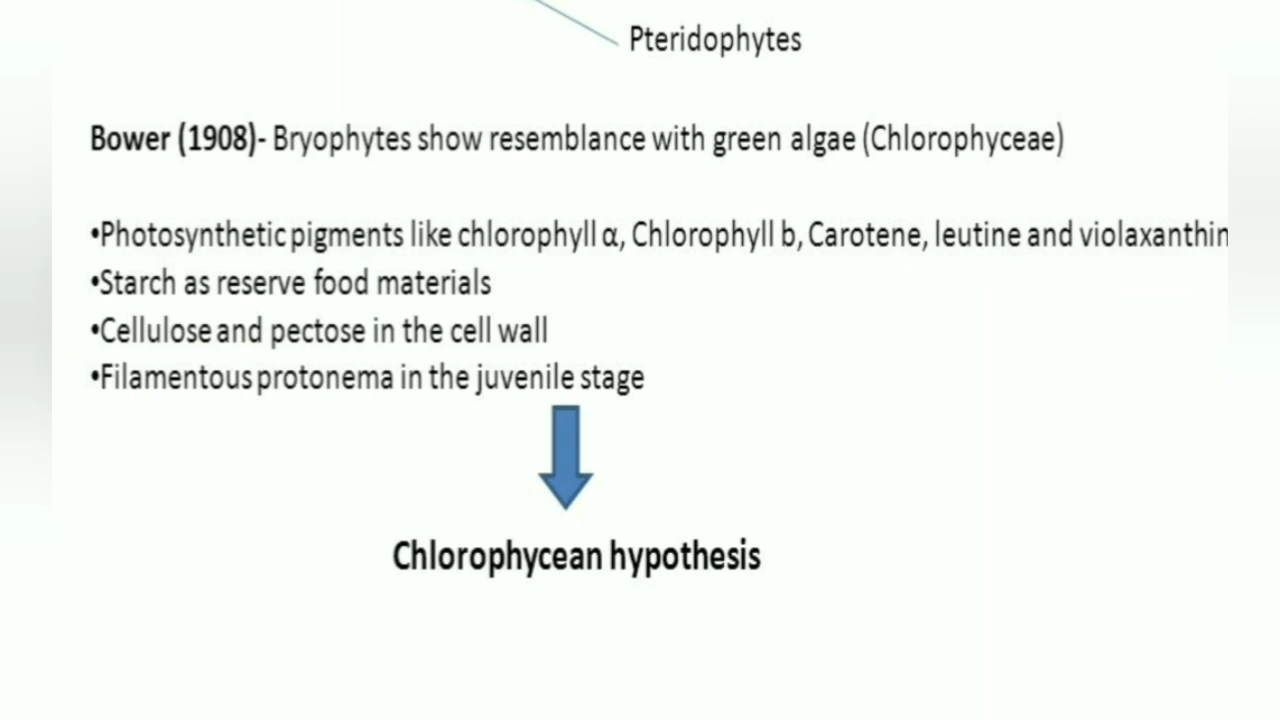 Pteridophytes
Bower (1908)- Bryophytes show resemblance with green algae (Chlorophyceae)
•Photosynthetic pigments like chlorophyll α, Chlorophyll b, Carotene, leutine and violaxanthin
•Starch as reserve food materials
•Cellulose and pectose in the cell wall
•Filamentous protonema in the juvenile stage
Chlorophycean hypothesis